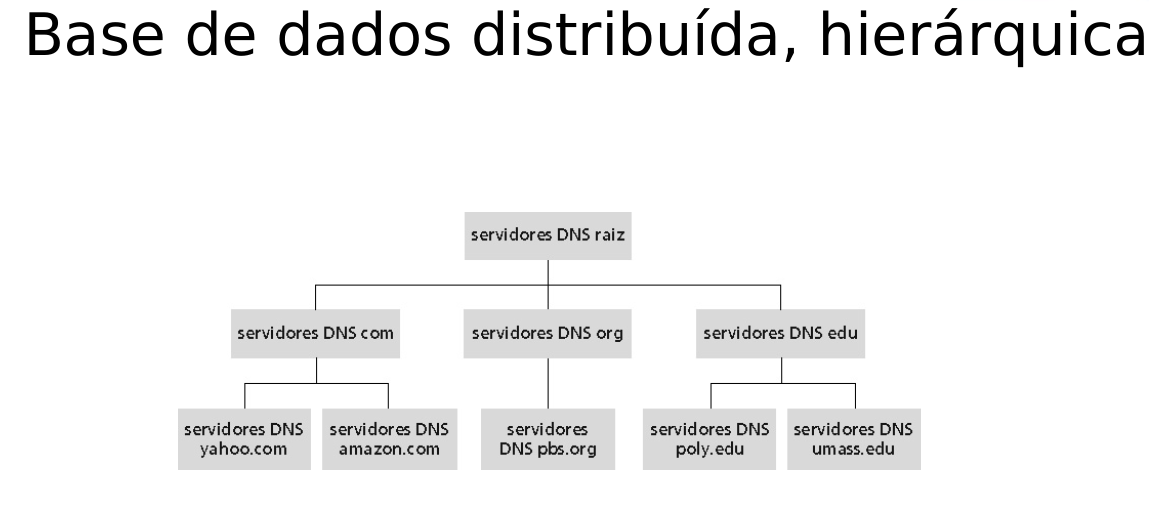 Base de dados distribuída, hierárquica
servidores DNS raiz
servidores DNS com
servidores DNS org
servidores DNS edu
servidores DNS
yahoo.com
servidores DNS
amazon.com
servidores
DNS pbs.org
servidores DNS
poly.edu
servidores DNS
umass.edu